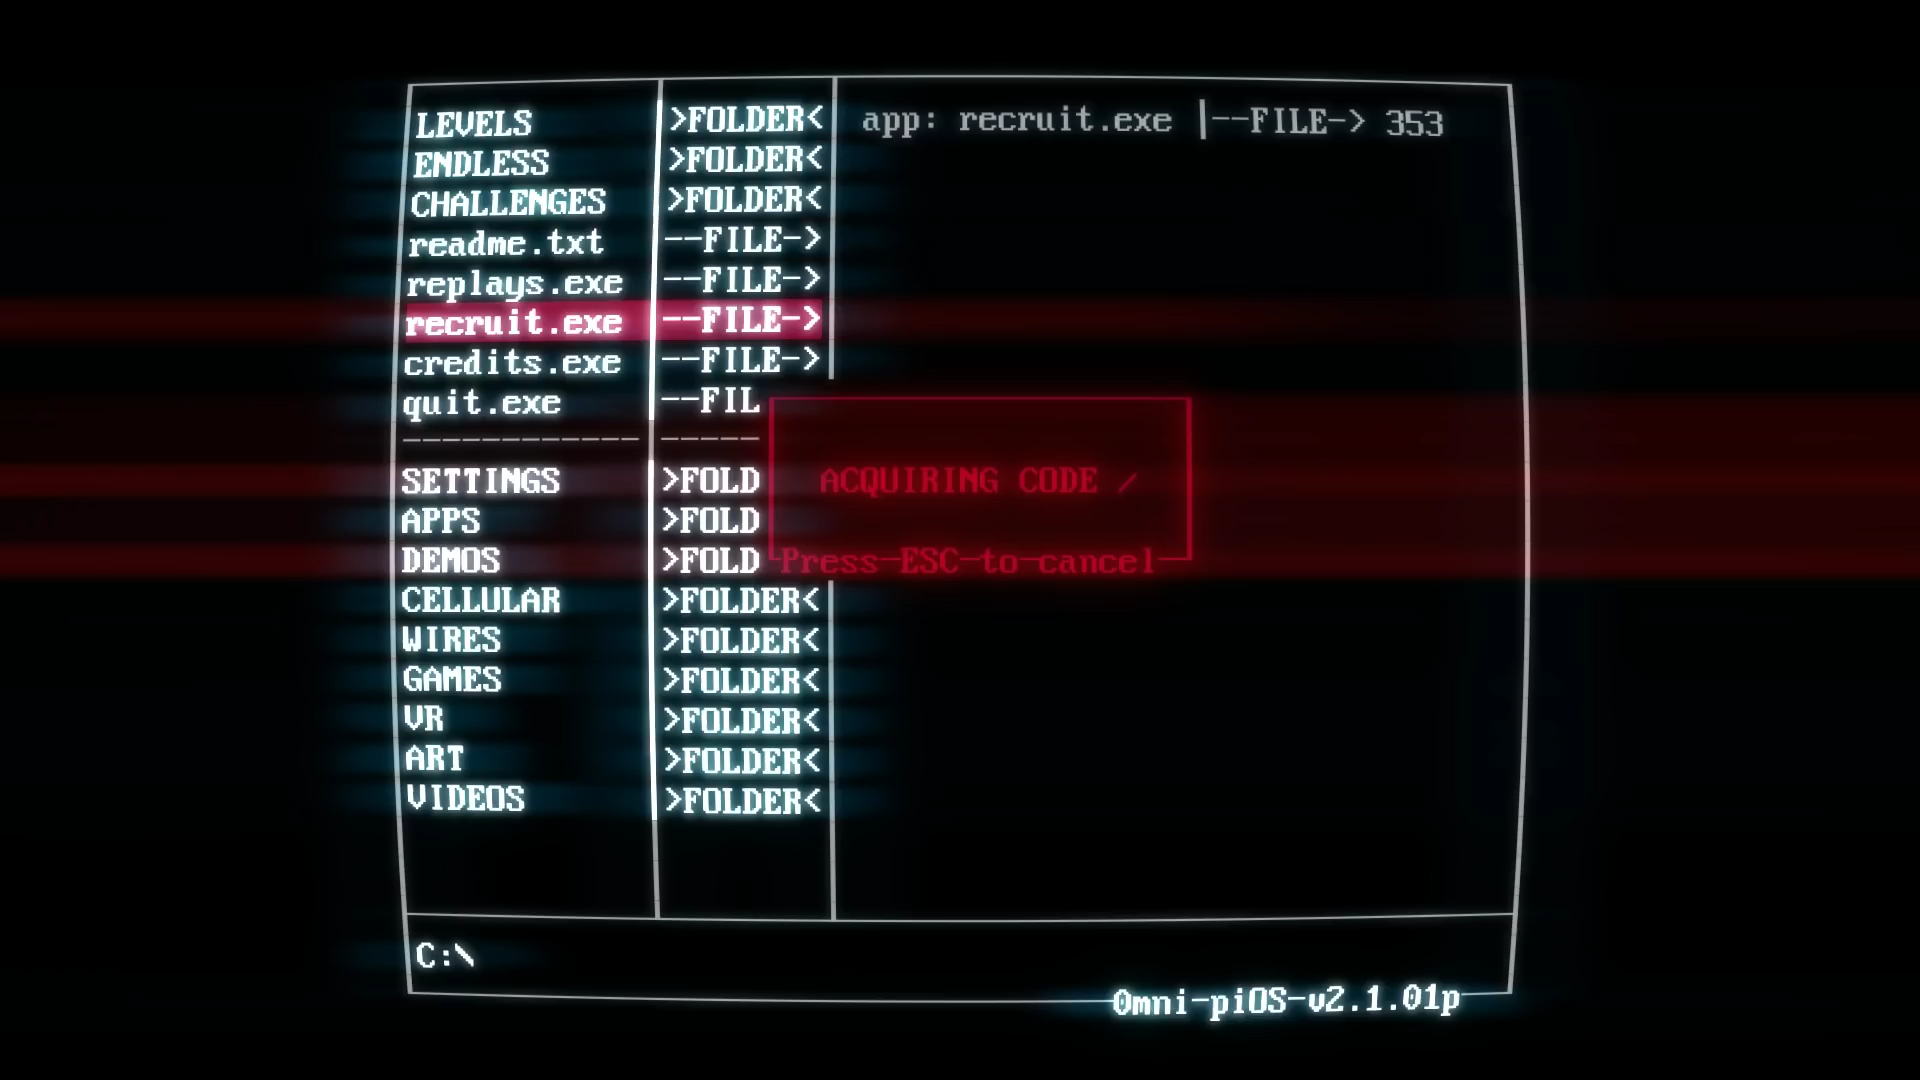 LEVELS >FOLDER< app: recruit.exe |--FILE-> 353
ENDLESS >FOLDER<
CHALLENGES >FOLDER<
readme.txt --FILE->
replays.exe --FILE->
recruit.exe --FILE->
credits.exe --FILE->
quit.exe --FIL
------------ -----
SETTINGS >FOLD ACQUIRING CODE /
APPS >FOLD
DEMOS >FOLD Press-ESC-to-cancel
CELLULAR >FOLDER<
WIRES >FOLDER<
GAMES >FOLDER<
VR >FOLDER<
ART >FOLDER<
VIDEOS >FOLDER<
C:\
0mni-piOS-v2.1.01p